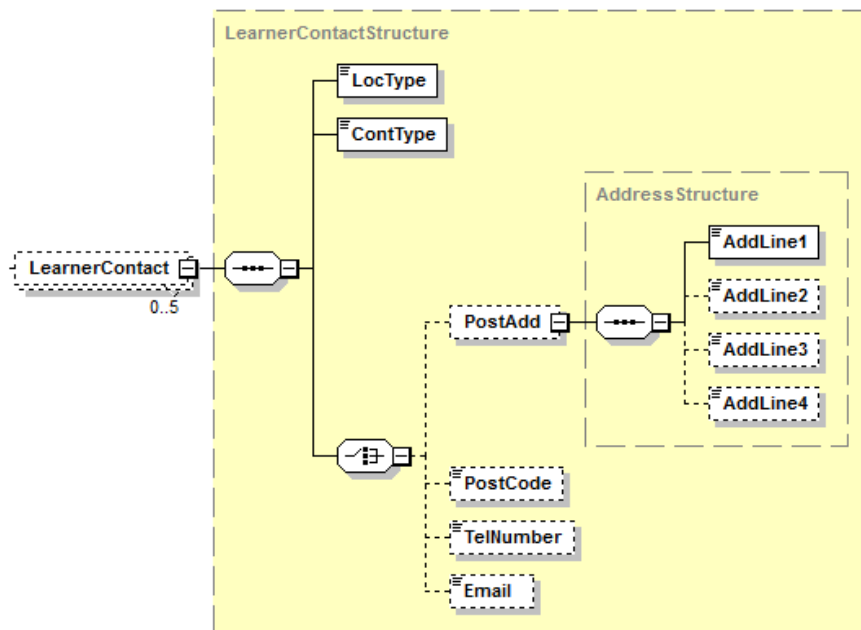 LearnerContactStructure
LocType
ContType
AddressStructure
AddLine1
LearnerContact
0..5
AddLine2
PostAdd
AddLine3
AddLine4
PostCode
TelNumber
Email